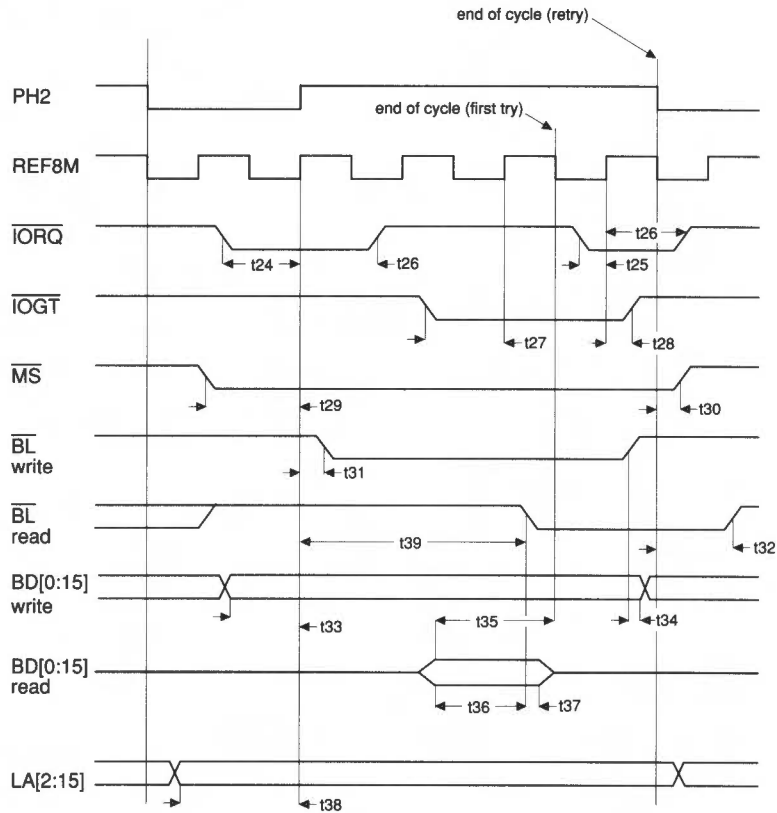 end of cycle (retry)
PH2
end of cycle (first try)
REF8M
IORQ
t26
t24
t26
t25
IOGT
t27
t28
MS
t29
t30
BL
write
t31
BL
read
t39
t32
BD[0:15]
write
t35
t34
t33
BD[0:15]
read
t36
t37
LA[2:15]
t38